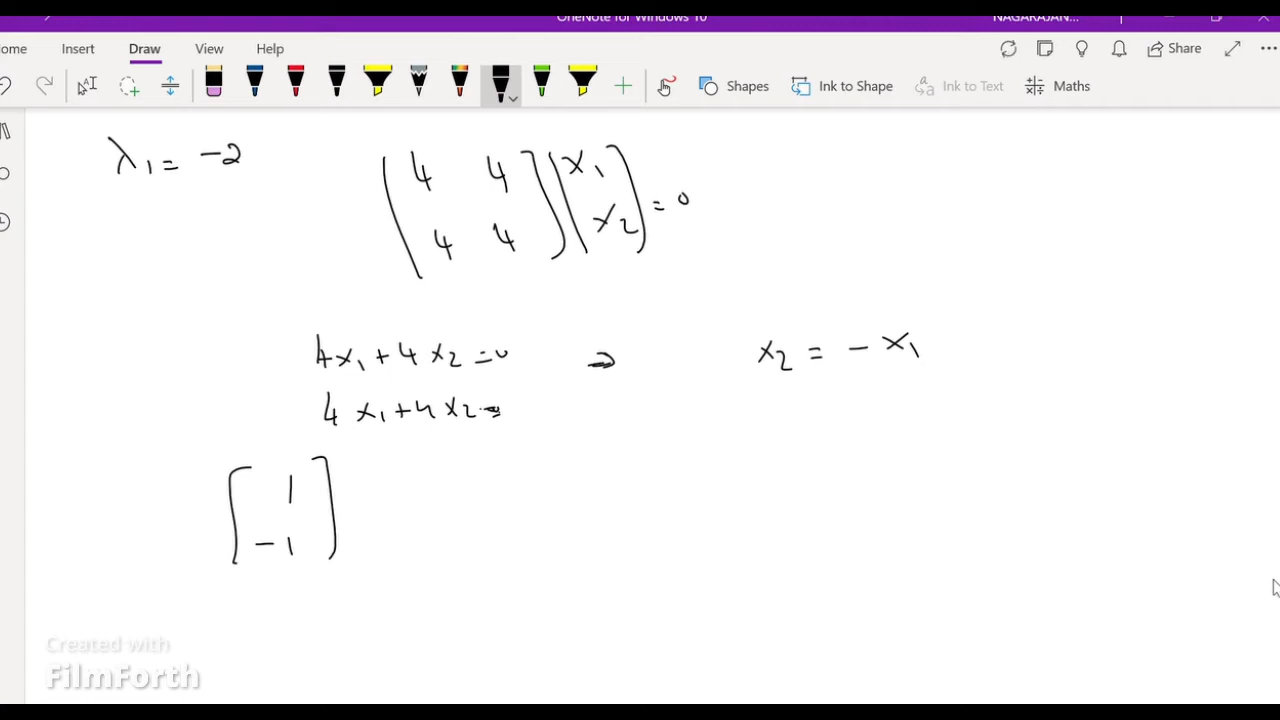 OneNote for Windows 10
NAGARAJAN...
Insert Draw View Help Share
Shapes Ink to Shape Ink to Text Maths
λ₁ = -2
( 4 4 ) ( x₁ ) = 0
4 4 x₂
4x₁ + 4x₂ = 0 ⇒ x₂ = - x₁
4x₁ + 4x₂ =
[ 1 ]
-1
Created with
FilmForth